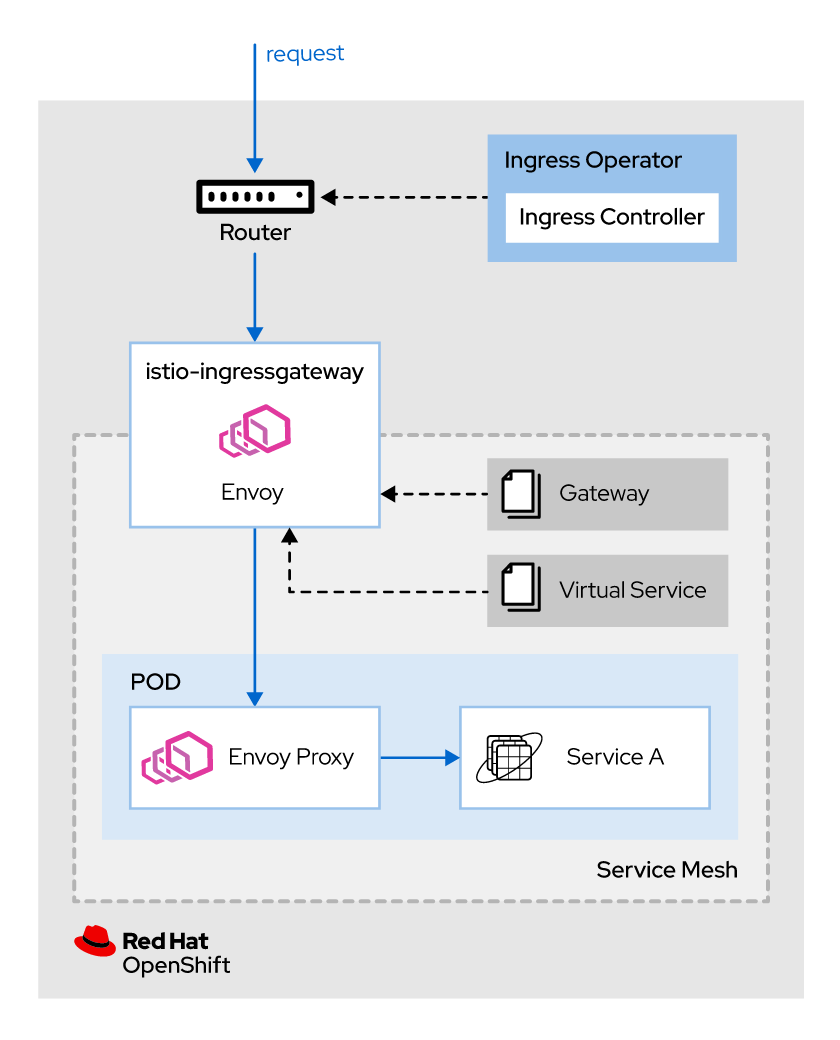 request
Ingress Operator
Ingress Controller
Router
istio-ingressgateway
Envoy
Gateway
Virtual Service
POD
Envoy Proxy
Service A
Service Mesh
Red Hat
OpenShift